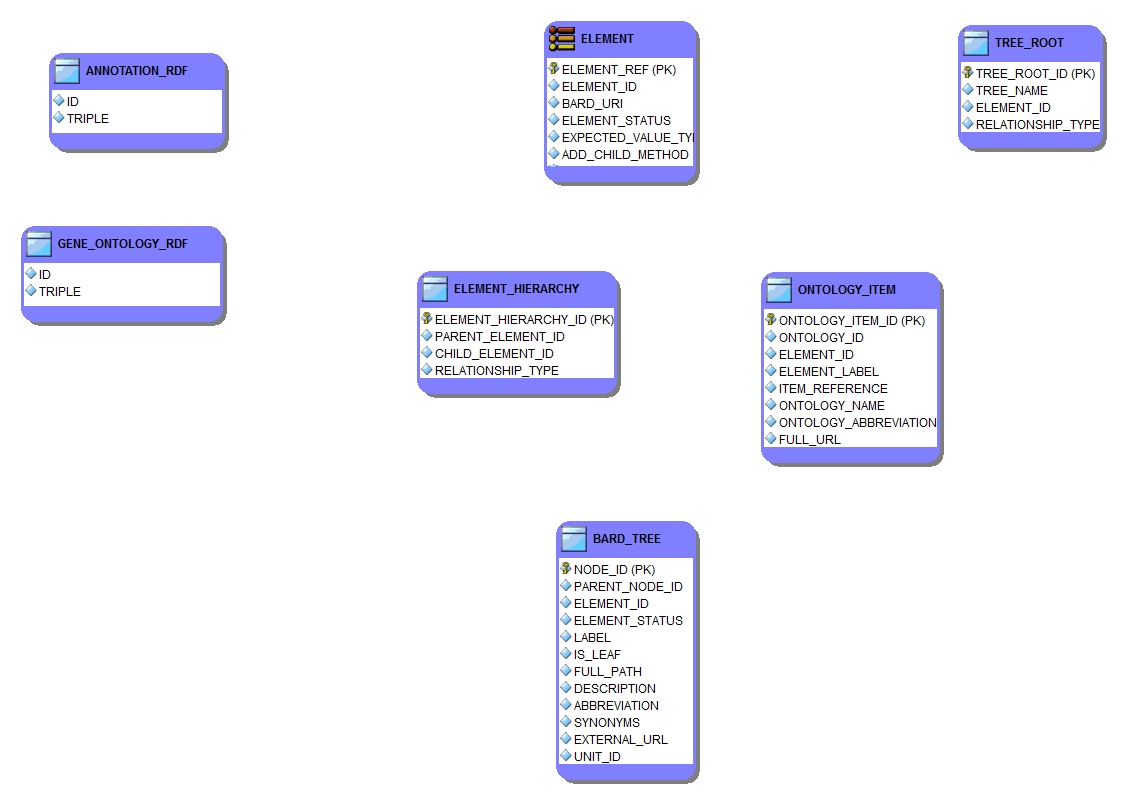 ANNOTATION_RDF
ID
TRIPLE
ELEMENT
ELEMENT_REF (PK)
ELEMENT_ID
BARD_URI
ELEMENT_STATUS
EXPECTED_VALUE_TY
ADD_CHILD_METHOD
TREE_ROOT
TREE_ROOT_ID (PK)
TREE_NAME
ELEMENT_ID
RELATIONSHIP_TYPE
GENE_ONTOLOGY_RDF
ID
TRIPLE
ELEMENT_HIERARCHY
ELEMENT_HIERARCHY_ID (PK)
PARENT_ELEMENT_ID
CHILD_ELEMENT_ID
RELATIONSHIP_TYPE
ONTOLOGY_ITEM
ONTOLOGY_ITEM_ID (PK)
ONTOLOGY_ID
ELEMENT_ID
ELEMENT_LABEL
ITEM_REFERENCE
ONTOLOGY_NAME
ONTOLOGY_ABBREVIATION
FULL_URL
BARD_TREE
NODE_ID (PK)
PARENT_NODE_ID
ELEMENT_ID
ELEMENT_STATUS
LABEL
IS_LEAF
FULL_PATH
DESCRIPTION
ABBREVIATION
SYNONYMS
EXTERNAL_URL
UNIT_ID